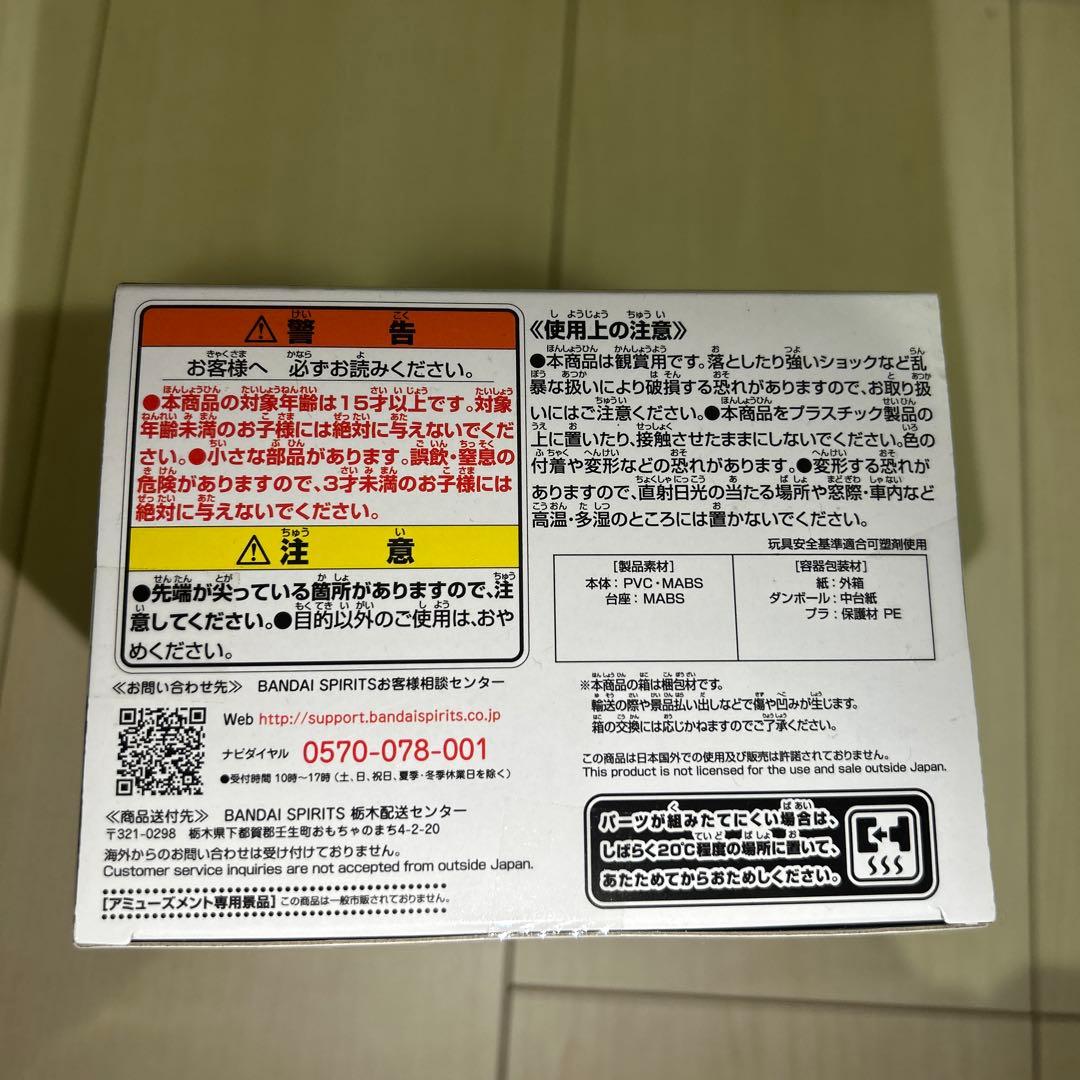 ⚠警告
お客様へ 必ずお読みください。
●本商品の対象年齢は15才以上です。対象
年齢未満のお子様には絶対に与えないでくだ
さい。●小さな部品があります。誤飲・窒息の
危険がありますので、3才未満のお子様には
絶対に与えないでください。
⚠注意
●先端が尖っている箇所がありますので、注
意してください。●目的以外のご使用は、おや
めください。
≪お問い合わせ先≫ BANDAI SPIRITSお客様相談センター
Web http://support.bandaispirits.co.jp
ナビダイヤル 0570-078-001
●受付時間 10時〜17時(土、日、祝日、夏季・冬季休業日を除く)
≪商品送付先≫ BANDAI SPIRITS 栃木配送センター
〒321-0298 栃木県下都賀郡壬生町おもちゃのまち4-2-20
海外からのお問い合わせは受け付けておりません。
Customer service inquiries are not accepted from outside Japan.
[アミューズメント専用景品] この商品は一般市販されておりません。
≪使用上の注意≫
●本商品は観賞用です。落としたり強いショックなど乱
暴な扱いにより破損する恐れがありますので、お取り扱
いにはご注意ください。●本商品をプラスチック製品の
上に置いたり、接触させたままにしないでください。色の
付着や変形などの恐れがあります。●変形する恐れが
ありますので、直射日光の当たる場所や窓際・車内など
高温・多湿のところには置かないでください。
玩具安全基準適合可塑剤使用
[製品素材]
本体:PVC・MABS
台座:MABS
[容器包装材]
紙:外箱
ダンボール:中台紙
プラ:保護材 PE
※本商品の箱は梱包材です。
輸送の際や景品払い出しなどで傷や凹みが生じます。
箱の交換には応じかねますのでご了承ください。
この商品は日本国外での使用及び販売は許諾されておりません。
This product is not licensed for the use and sale outside Japan.
パーツが組みたてにくい場合は、
しばらく20℃程度の場所に置いて、
あたためてからおためしください。